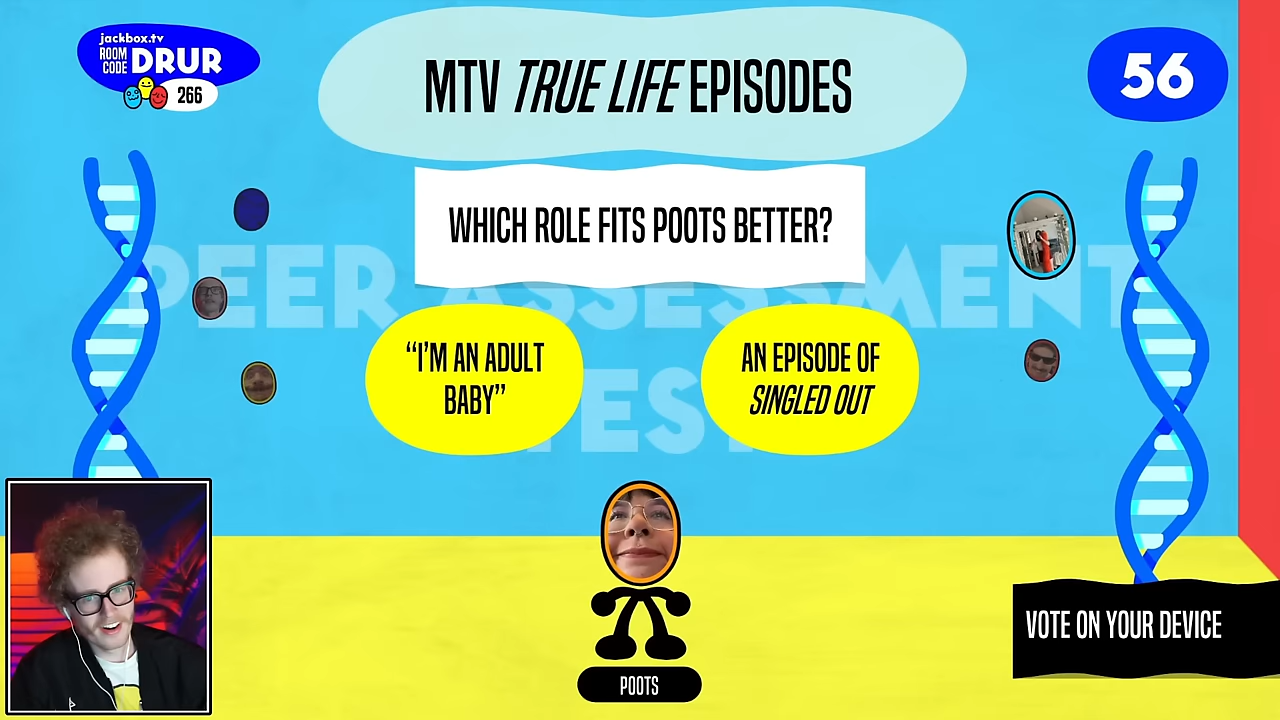 jackbox.tv
ROOM
CODE
DRUR
266
MTV TRUE LIFE EPISODES
56
WHICH ROLE FITS POOTS BETTER?
PEER ASSESSMENT
TEST
“I’M AN ADULT
BABY”
AN EPISODE OF
SINGLED OUT
VOTE ON YOUR DEVICE
POOTS